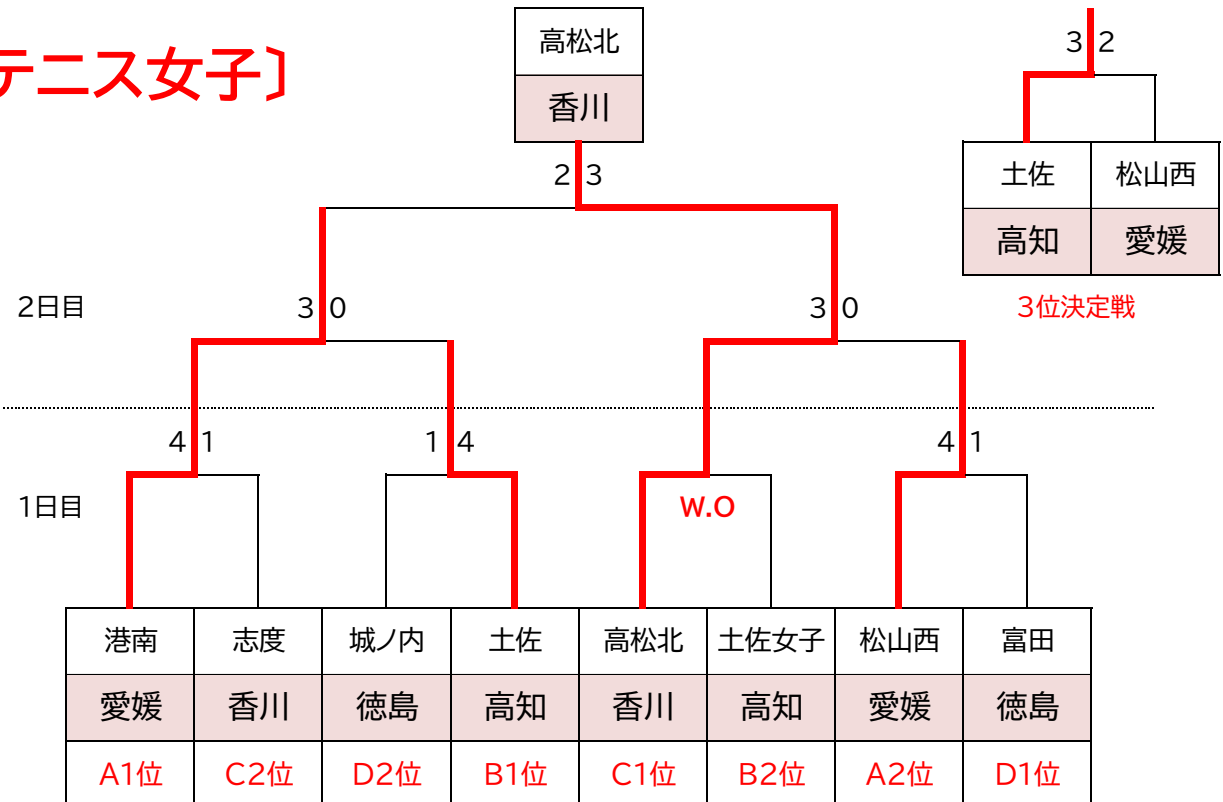 テニス女子〕
高松北
香川
3 2
2 3
土佐 松山西
高知 愛媛
2日目
3 0
3 0
3位決定戦
4 1
1 4
4 1
1日目
W.O
港南 志度 城ノ内 土佐 高松北 土佐女子 松山西 富田
愛媛 香川 徳島 高知 香川 高知 愛媛 徳島
A1位 C2位 D2位 B1位 C1位 B2位 A2位 D1位